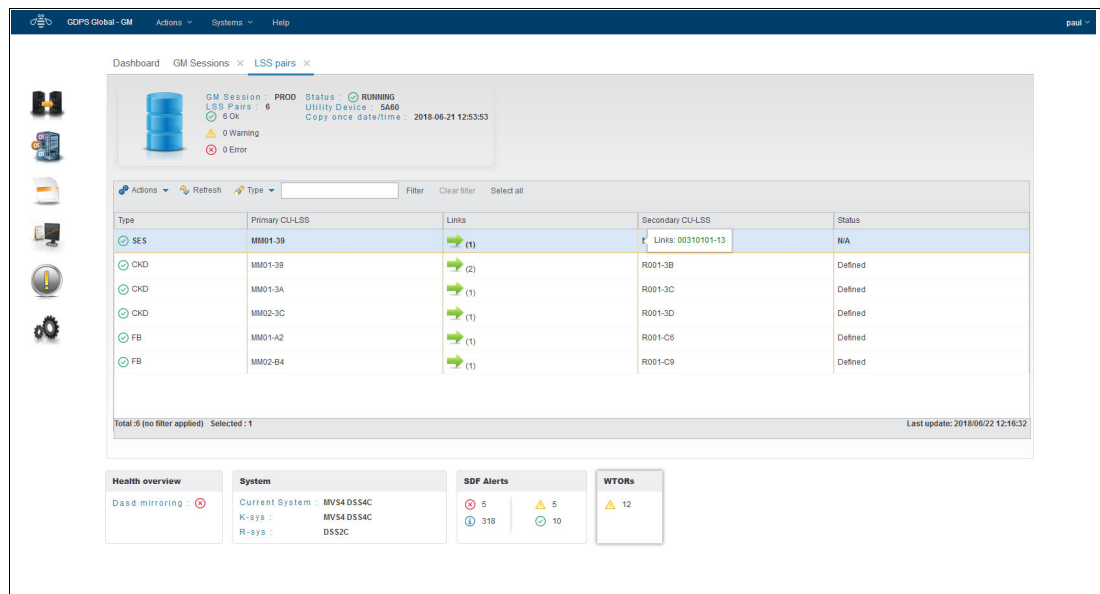 GDPS Global - GM Actions Systems Help paul
Dashboard GM Sessions × LSS pairs ×
GM Session : PROD Status : RUNNING
LSS Pairs : 6 Utility Device : 5A60
6 Ok Copy once date/time : 2018-06-21 12:53:53
0 Warning
0 Error
Actions Refresh Type Filter Clear filter Select all
Type Primary CU-LSS Links Secondary CU-LSS Status
SES MM01-39 (1) Links: 00310101-13 N/A
CKD MM01-39 (2) R001-3B Defined
CKD MM01-3A (1) R001-3C Defined
CKD MM02-3C (1) R001-3D Defined
FB MM01-A2 (1) R001-C6 Defined
FB MM02-B4 (1) R001-C9 Defined
Total :6 (no filter applied) Selected : 1 Last update: 2018/06/22 12:16:32
Health overview System SDF Alerts WTORs
Dasd mirroring : Current System : MVS4 DSS4C 5 5 12
K-sys : MVS4 DSS4C 318 10
R-sys : DSS2C